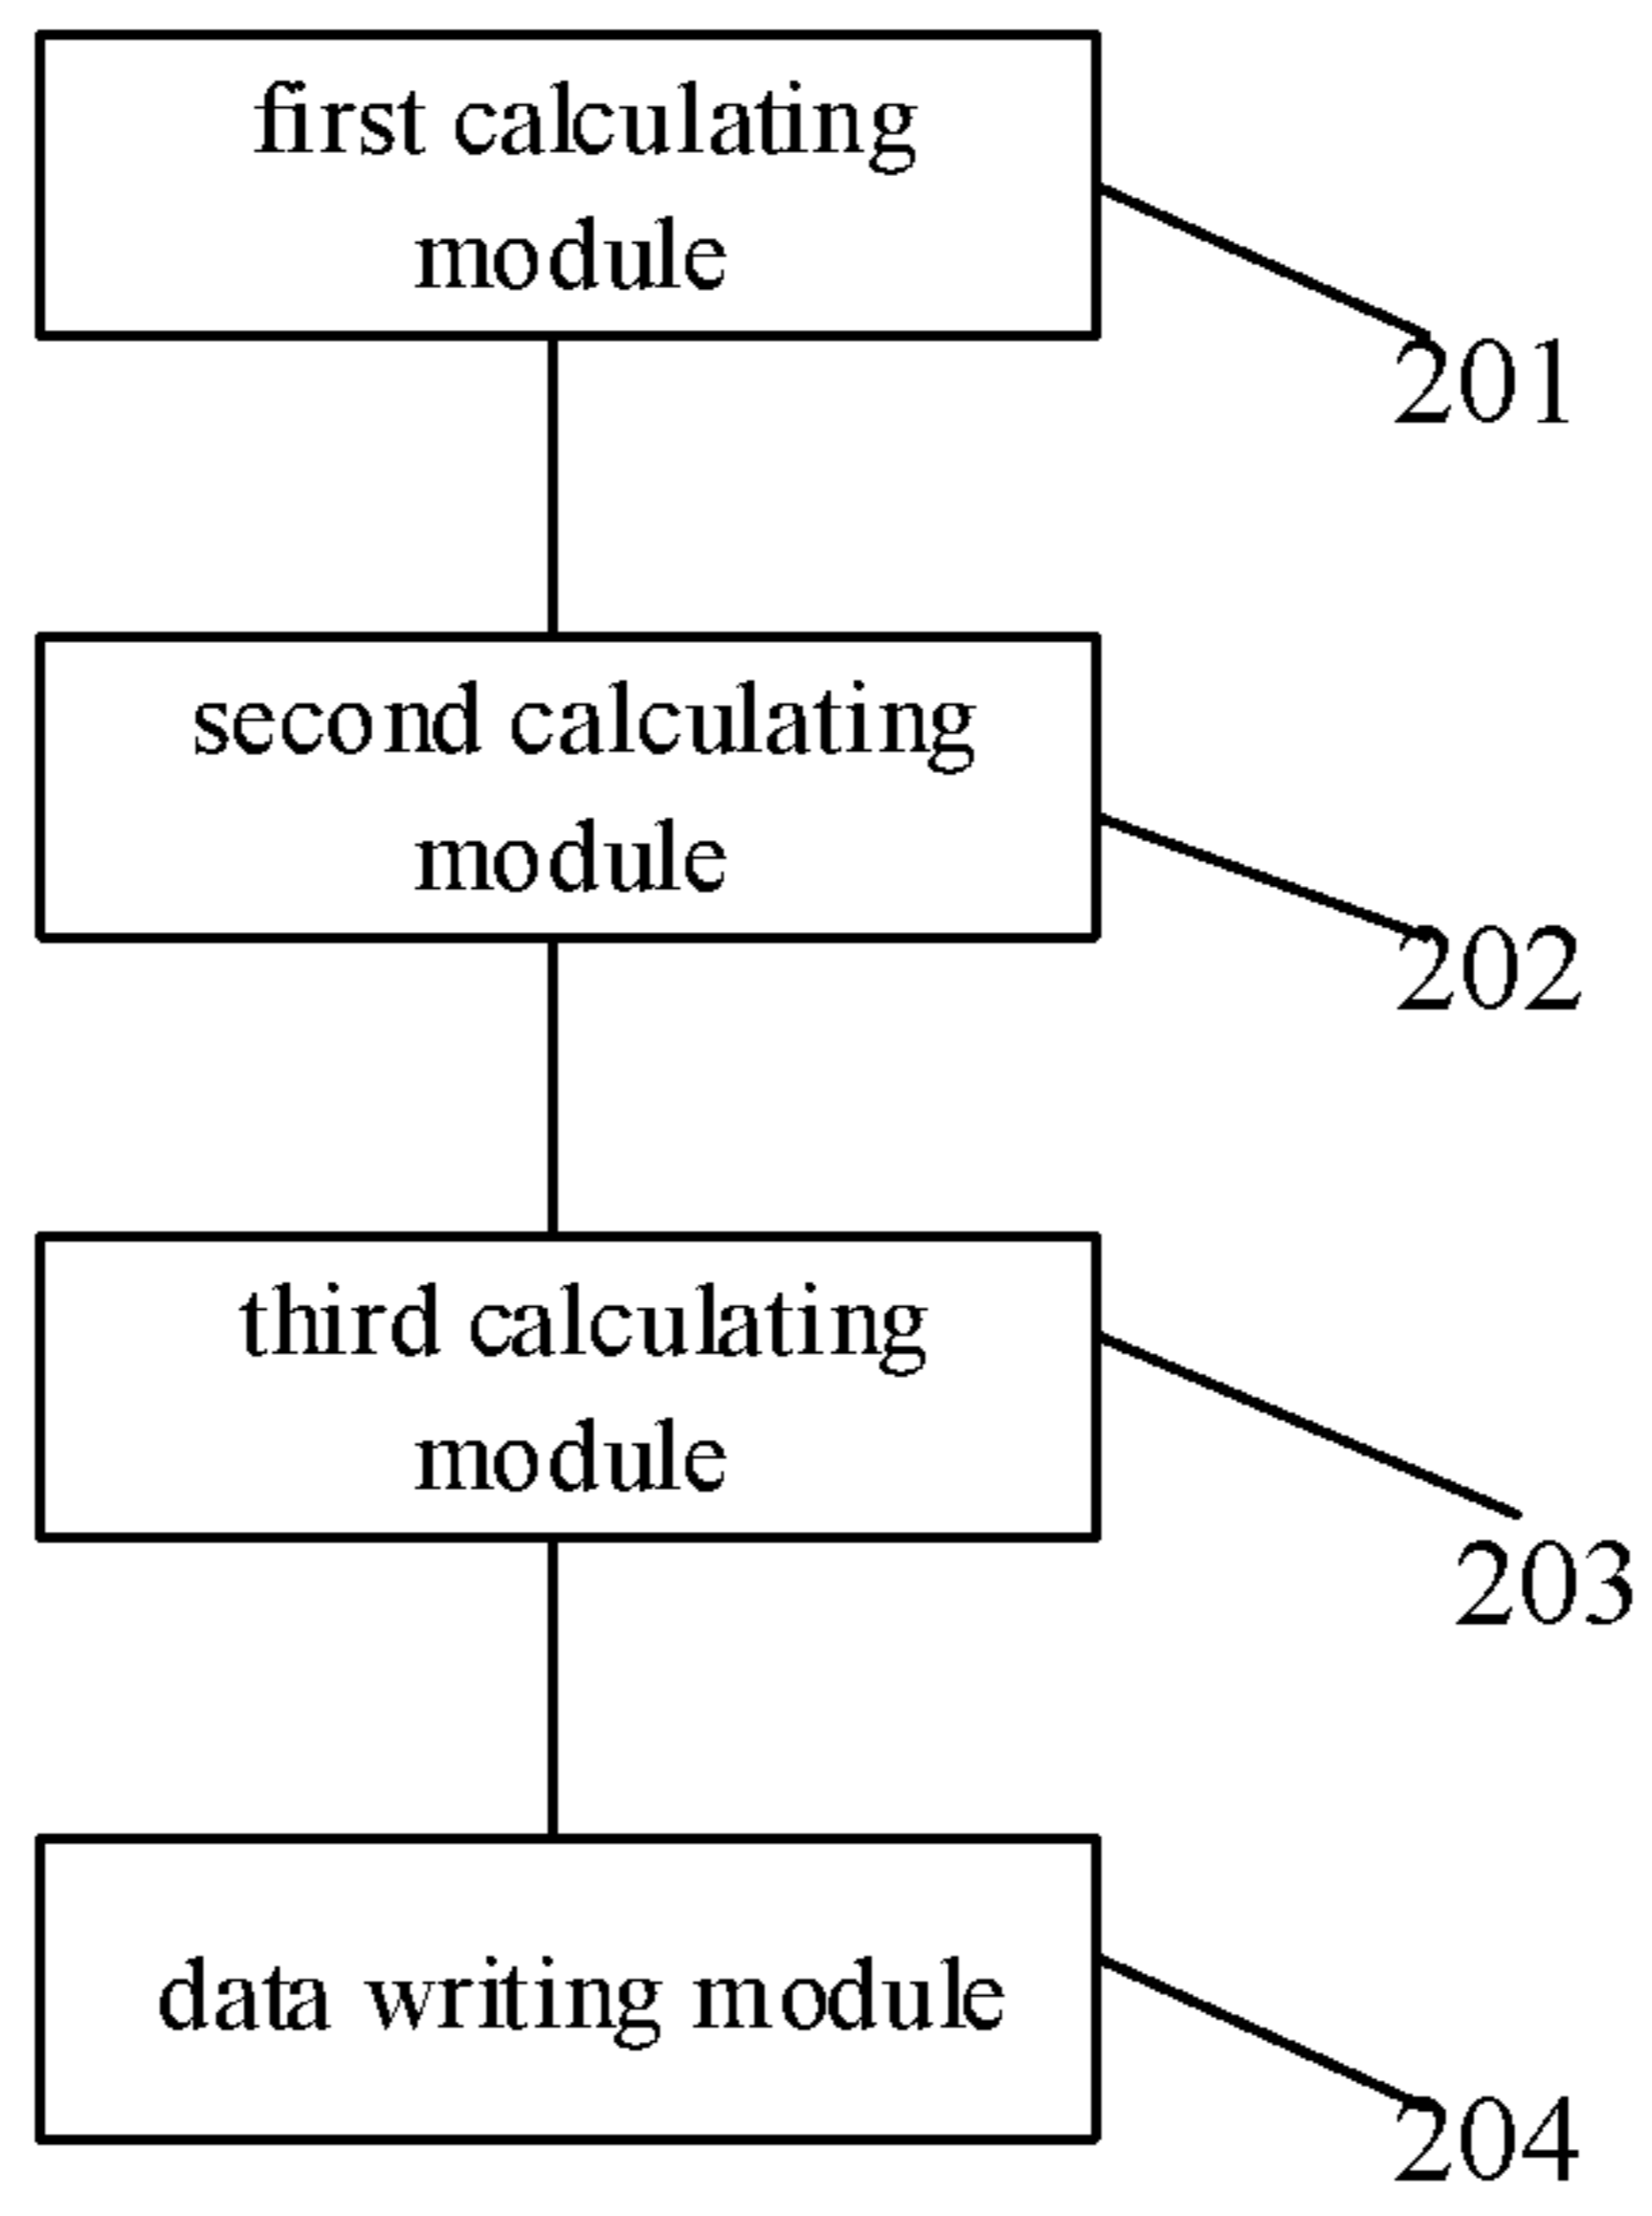 first calculating
module
201
second calculating
module
202
third calculating
module
203
data writing module
204